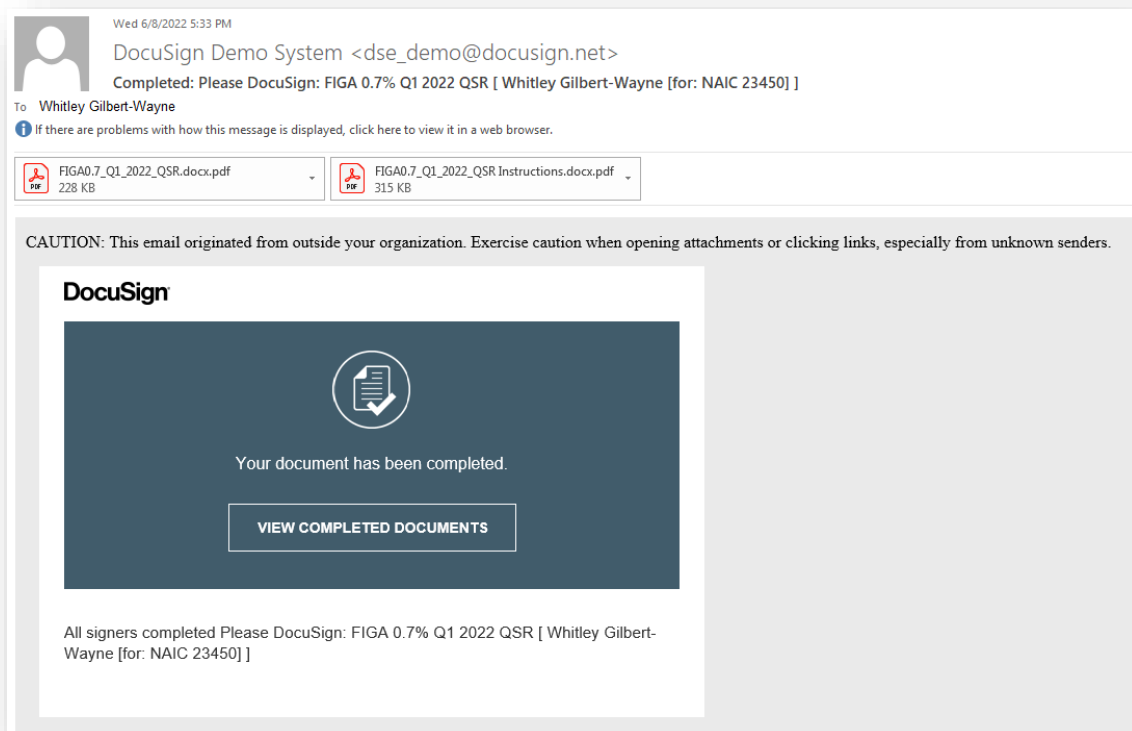 Wed 6/8/2022 5:33 PM
DocuSign Demo System <dse_demo@docusign.net>
Completed: Please DocuSign: FIGA 0.7% Q1 2022 QSR [ Whitley Gilbert-Wayne [for: NAIC 23450] ]
To Whitley Gilbert-Wayne
If there are problems with how this message is displayed, click here to view it in a web browser.
PDF FIGA0.7_Q1_2022_QSR.docx.pdf
228 KB
PDF FIGA0.7_Q1_2022_QSR Instructions.docx.pdf
315 KB
CAUTION: This email originated from outside your organization. Exercise caution when opening attachments or clicking links, especially from unknown senders.
DocuSign
Your document has been completed.
VIEW COMPLETED DOCUMENTS
All signers completed Please DocuSign: FIGA 0.7% Q1 2022 QSR [ Whitley Gilbert-
Wayne [for: NAIC 23450] ]